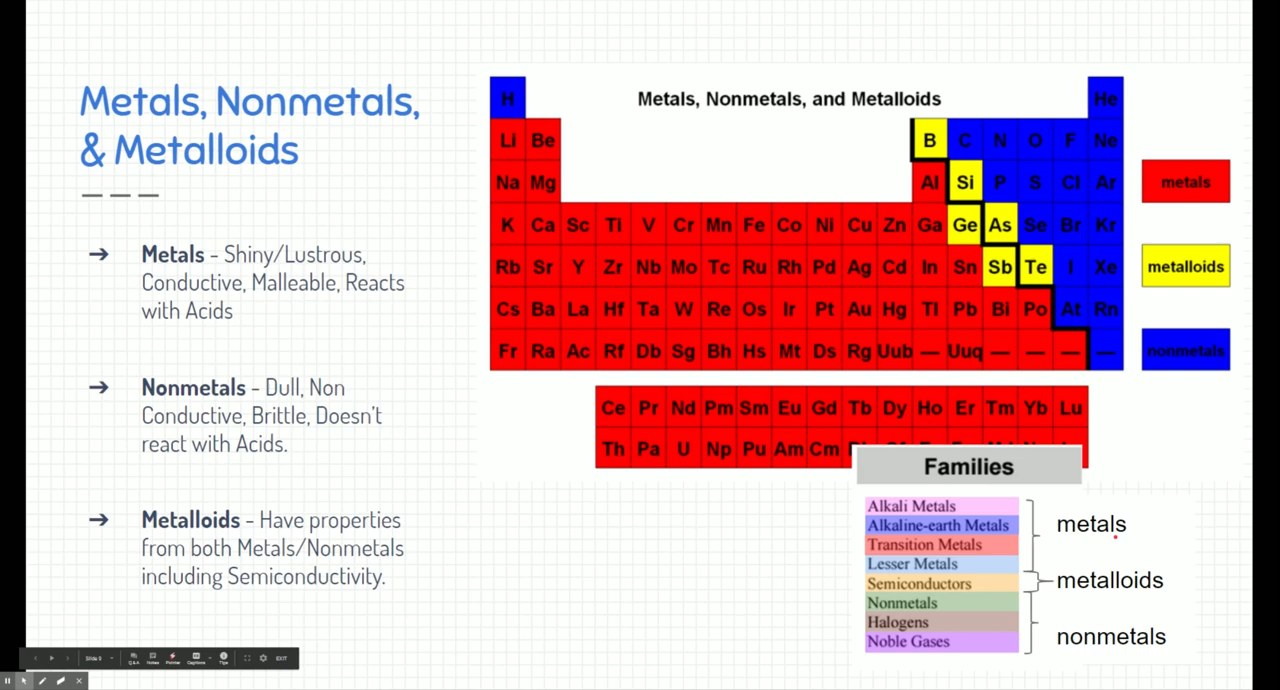 Metals, Nonmetals,
& Metalloids
➔ Metals - Shiny/Lustrous,
Conductive, Malleable, Reacts
with Acids
➔ Nonmetals - Dull, Non
Conductive, Brittle, Doesn't
react with Acids.
➔ Metalloids - Have properties
from both Metals/Nonmetals
including Semiconductivity.
Metals, Nonmetals, and Metalloids
H He
Li Be B C N O F Ne
Na Mg Al Si P S Cl Ar
K Ca Sc Ti V Cr Mn Fe Co Ni Cu Zn Ga Ge As Se Br Kr
Rb Sr Y Zr Nb Mo Tc Ru Rh Pd Ag Cd In Sn Sb Te I Xe
Cs Ba La Hf Ta W Re Os Ir Pt Au Hg Tl Pb Bi Po At Rn
Fr Ra Ac Rf Db Sg Bh Hs Mt Ds Rg Uub — Uuq — — — —
Ce Pr Nd Pm Sm Eu Gd Tb Dy Ho Er Tm Yb Lu
Th Pa U Np Pu Am Cm
metals
metalloids
nonmetals
Families
Alkali Metals
Alkaline-earth Metals
Transition Metals
Lesser Metals
Semiconductors
Nonmetals
Halogens
Noble Gases
metals
metalloids
nonmetals
Slide 9 Q&A Notes Pointer Captions Tips EXIT